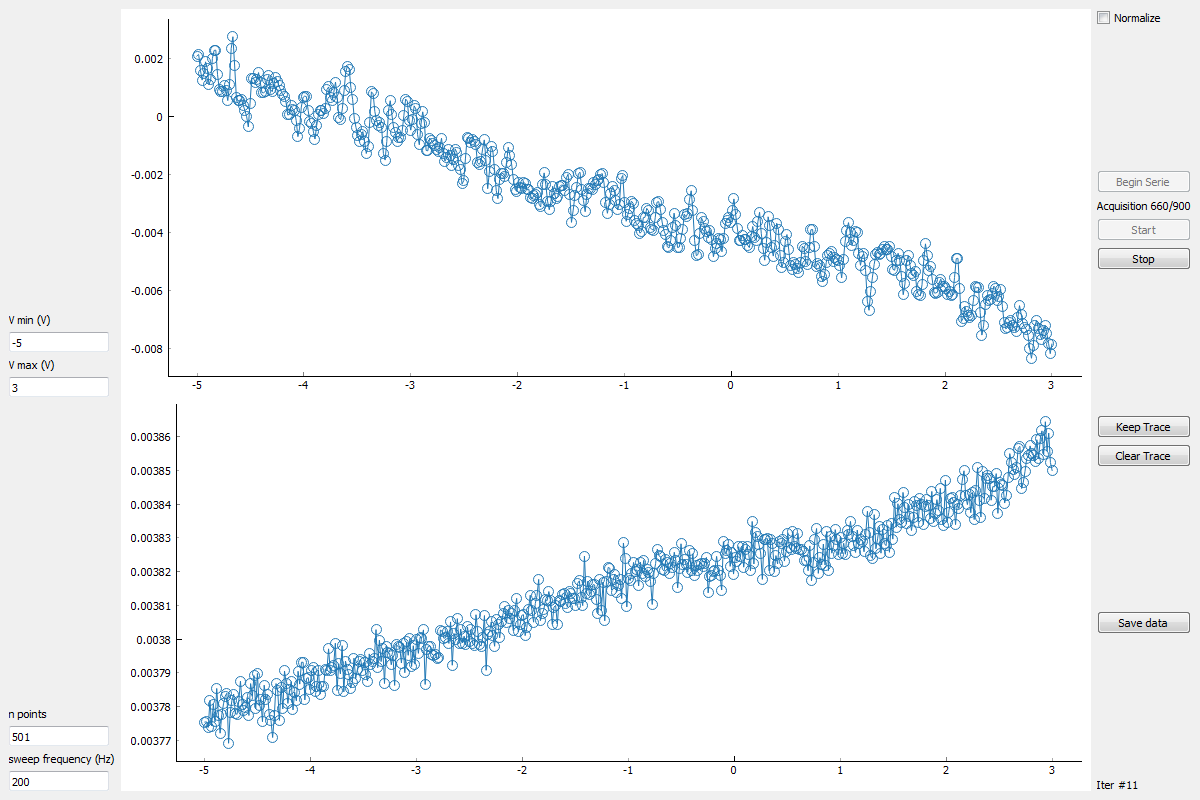 Normalize
0.002
0
-0.002
-0.004
-0.006
-0.008
-5
-4
-3
-2
-1
0
1
2
3
Begin Serie
Acquisition 660/900
Start
Stop
V min (V)
-5
V max (V)
3
0.00386
0.00385
0.00384
0.00383
0.00382
0.00381
0.0038
0.00379
0.00378
0.00377
-5
-4
-3
-2
-1
0
1
2
3
Keep Trace
Clear Trace
Save data
n points
501
sweep frequency (Hz)
200
Iter #11